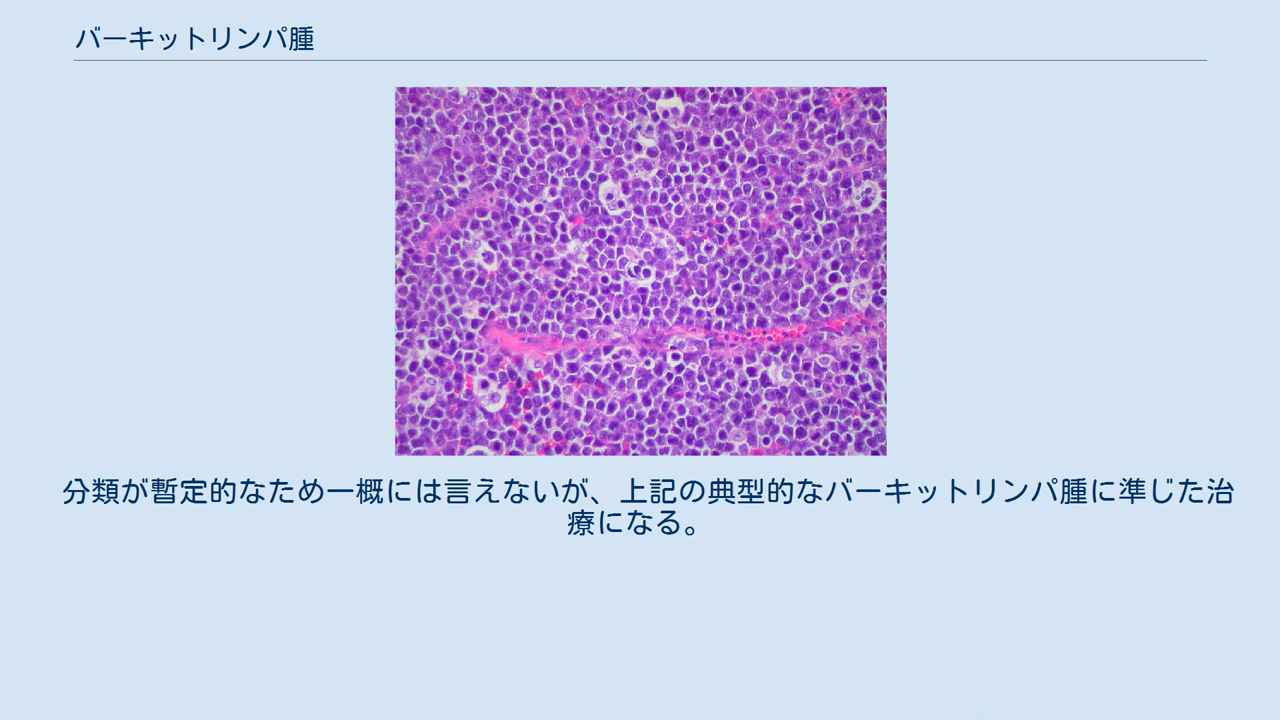 バーキットリンパ腫
分類が暫定的なため一概には言えないが、上記の典型的なバーキットリンパ腫に準じた治
療になる。